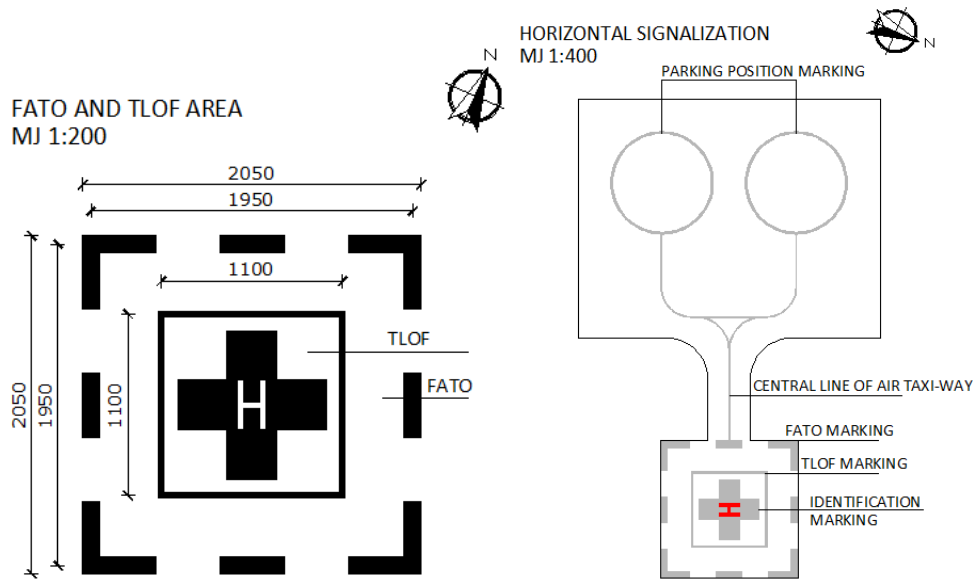 FATO AND TLOF AREA
MJ 1:200
N
2050
1950
1100
2050
1950
1100
H
TLOF
FATO
HORIZONTAL SIGNALIZATION
MJ 1:400
N
PARKING POSITION MARKING
CENTRAL LINE OF AIR TAXI-WAY
FATO MARKING
TLOF MARKING
IDENTIFICATION
MARKING
H